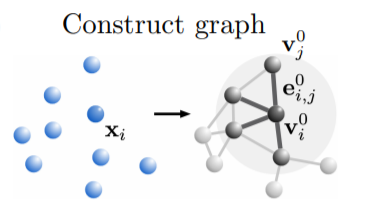 Construct graph
v_j^0
e_{i,j}^0
x_i
v_i^0